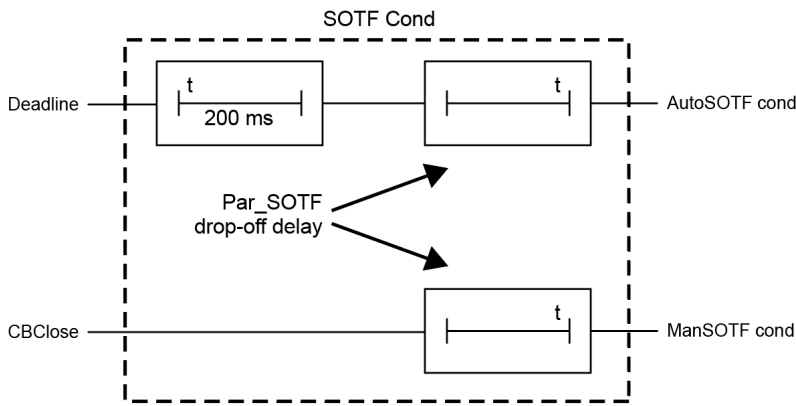 SOTF Cond
Deadline
t
200 ms
t
AutoSOTF cond
Par_SOTF
drop-off delay
CBClose
t
ManSOTF cond